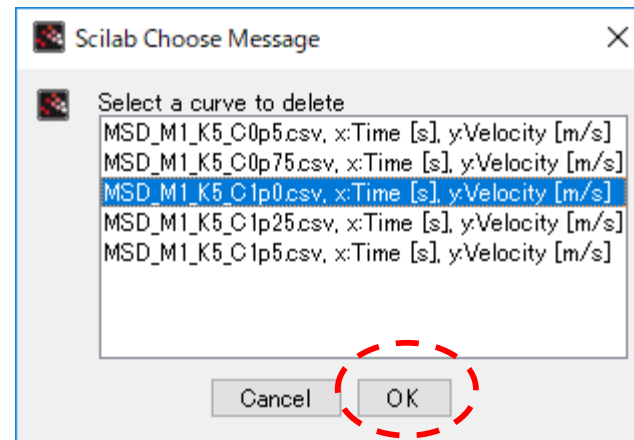 Scilab Choose Message
Select a curve to delete
MSD_M1_K5_C0p5.csv, x:Time [s], y:Velocity [m/s]
MSD_M1_K5_C0p75.csv, x:Time [s], y:Velocity [m/s]
MSD_M1_K5_C1p0.csv, x:Time [s], y:Velocity [m/s]
MSD_M1_K5_C1p25.csv, x:Time [s], y:Velocity [m/s]
MSD_M1_K5_C1p5.csv, x:Time [s], y:Velocity [m/s]
Cancel OK